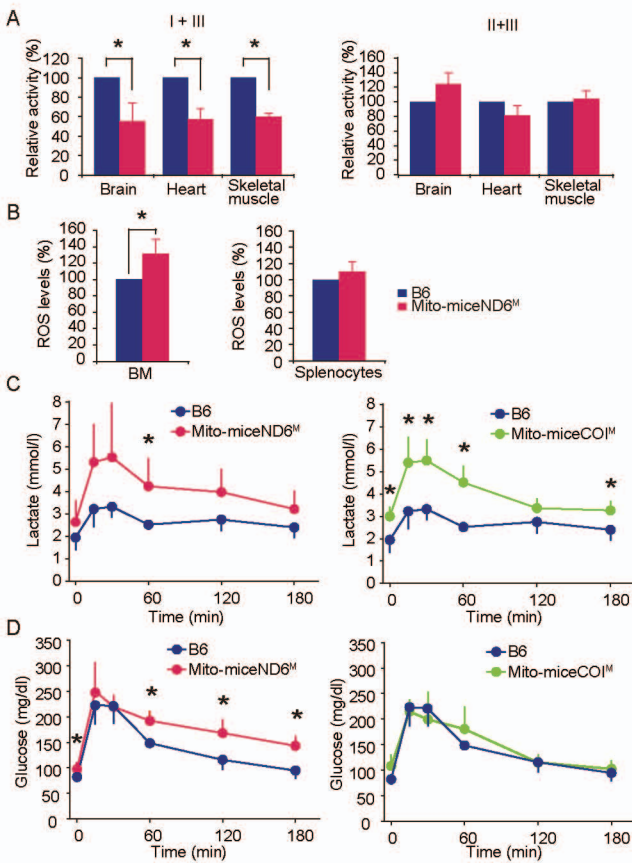 A
I + III
II+III
Relative activity (%)
120
100
80
60
40
20
0
*
*
*
Brain
Heart
Skeletal
muscle
Relative activity (%)
160
140
120
100
80
60
40
20
0
Brain
Heart
Skeletal
muscle
B
ROS levels (%)
160
140
120
100
80
60
40
20
0
*
BM
ROS levels (%)
160
140
120
100
80
60
40
20
0
Splenocytes
B6
Mito-miceND6ᴹ
C
Lactate (mmol/l)
8
7
6
5
4
3
2
1
0
B6
Mito-miceND6ᴹ
*
0
60
120
180
Time (min)
Lactate (mmol/l)
8
7
6
5
4
3
2
1
0
B6
Mito-miceCOIᴹ
*
*
*
*
*
0
60
120
180
Time (min)
D
Glucose (mg/dl)
350
300
250
200
150
100
50
0
B6
Mito-miceND6ᴹ
*
*
*
*
0
60
120
180
Time (min)
Glucose (mg/dl)
350
300
250
200
150
100
50
0
B6
Mito-miceCOIᴹ
0
60
120
180
Time (min)